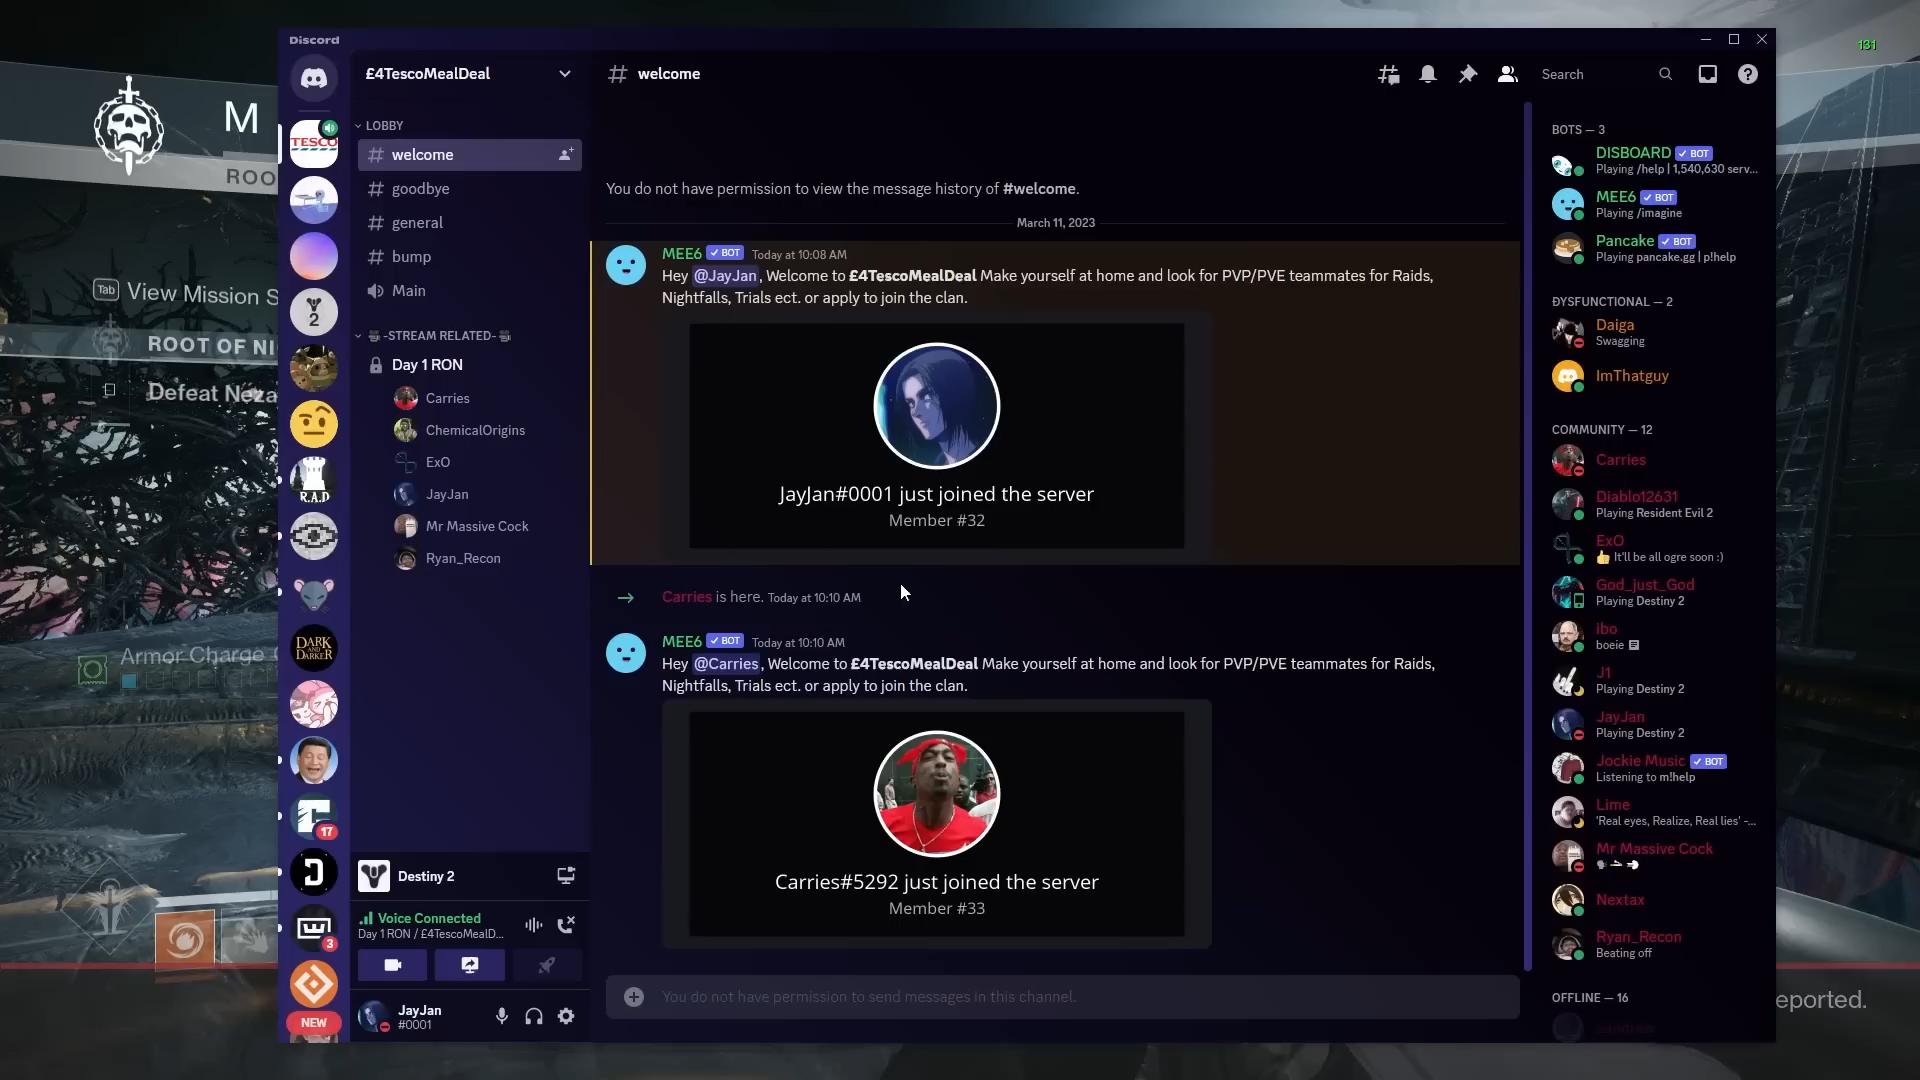 Discord
131
£4TescoMealDeal
welcome
Search
M
ROO
Tab View Mission S
ROOT OF NI
Defeat Neza
Armor Charge
eported.
TESCO
2
R.A.D
DARK
AND
DARKER
17
3
NEW
LOBBY
welcome
goodbye
general
bump
Main
-STREAM RELATED-
Day 1 RON
Carries
ChemicalOrigins
ExO
JayJan
Mr Massive Cock
Ryan_Recon
Destiny 2
Voice Connected
Day 1 RON / £4TescoMealD...
JayJan
#0001
You do not have permission to view the message history of #welcome.
March 11, 2023
MEE6 ✓ BOT Today at 10:08 AM
Hey @JayJan, Welcome to £4TescoMealDeal Make yourself at home and look for PVP/PVE teammates for Raids,
Nightfalls, Trials ect. or apply to join the clan.
JayJan#0001 just joined the server
Member #32
Carries is here. Today at 10:10 AM
MEE6 ✓ BOT Today at 10:10 AM
Hey @Carries, Welcome to £4TescoMealDeal Make yourself at home and look for PVP/PVE teammates for Raids,
Nightfalls, Trials ect. or apply to join the clan.
Carries#5292 just joined the server
Member #33
You do not have permission to send messages in this channel.
BOTS — 3
DISBOARD ✓ BOT
Playing /help | 1,540,630 serv...
MEE6 ✓ BOT
Playing /imagine
Pancake ✓ BOT
Playing pancake.gg | p!help
ÐYSFUNCTIONAL — 2
Daiga
Swagging
ImThatguy
COMMUNITY — 12
Carries
Diablo12631
Playing Resident Evil 2
ExO
👍 It'll be all ogre soon :)
God_just_God
Playing Destiny 2
ibo
boeie
J1
Playing Destiny 2
JayJan
Playing Destiny 2
Jockie Music ✓ BOT
Listening to m!help
Lime
'Real eyes, Realize, Real lies' -...
Mr Massive Cock
Nextax
Ryan_Recon
Beating off
OFFLINE — 16